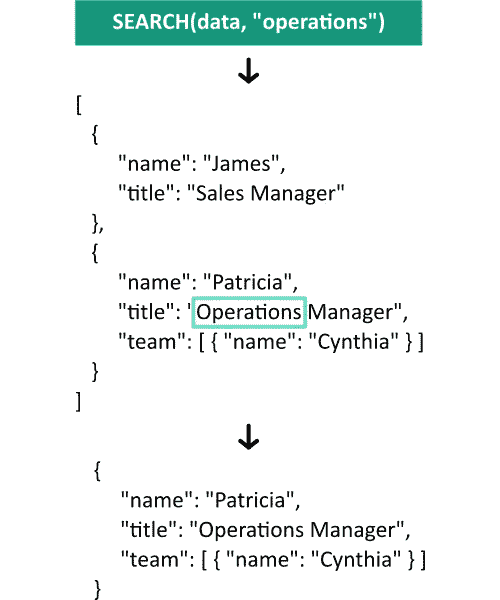 SEARCH(data, "operations")
[
{
"name": "James",
"title": "Sales Manager"
},
{
"name": "Patricia",
"title": "Operations Manager",
"team": [ { "name": "Cynthia" } ]
}
]
{
"name": "Patricia",
"title": "Operations Manager",
"team": [ { "name": "Cynthia" } ]
}